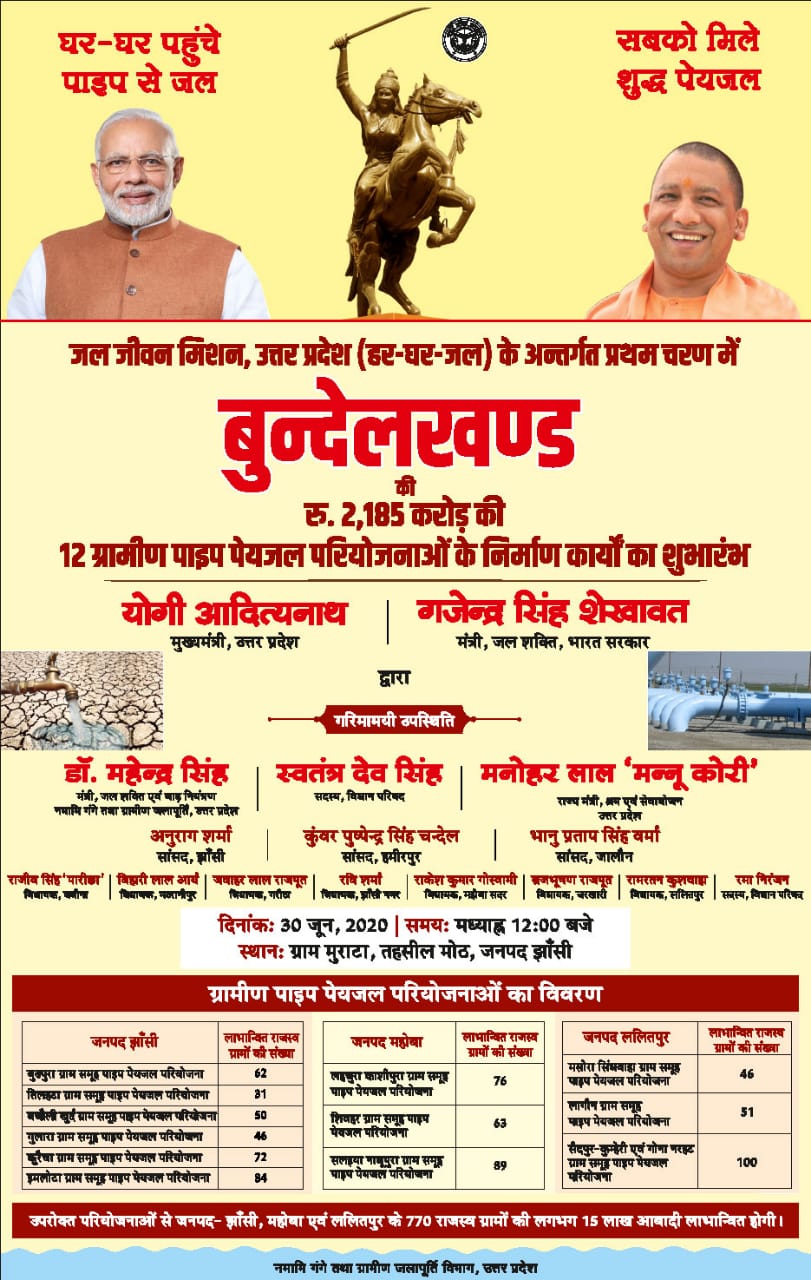 घर-घर पहुंचे
पाइप से जल
सबको मिले
शुद्ध पेयजल
जल जीवन मिशन, उत्तर प्रदेश (हर-घर-जल) के अन्तर्गत प्रथम चरण में
बुन्देलखण्ड
की
रु. 2,185 करोड़ की
12 ग्रामीण पाइप पेयजल परियोजनाओं के निर्माण कार्यों का शुभारंभ
योगी आदित्यनाथ
मुख्यमंत्री, उत्तर प्रदेश
गजेन्द्र सिंह शेखावत
मंत्री, जल शक्ति, भारत सरकार
द्वारा
गरिमामयी उपस्थिति
डॉ. महेन्द्र सिंह
मंत्री, जल शक्ति एवं बाढ़ नियंत्रण
नमामि गंगे तथा ग्रामीण जलापूर्ति, उत्तर प्रदेश
स्वतंत्र देव सिंह
सदस्य, विधान परिषद
मनोहर लाल ‘मन्नू कोरी’
राज्य मंत्री, श्रम एवं सेवायोजन
उत्तर प्रदेश
अनुराग शर्मा
सांसद, झाँसी
कुंवर पुष्पेन्द्र सिंह चन्देल
सांसद, हमीरपुर
भानु प्रताप सिंह वर्मा
सांसद, जालौन
राजीव सिंह ‘पारीछा’
विधायक, बबीना
बिहारी लाल आर्य
विधायक, मऊरानीपुर
जवाहर लाल राजपूत
विधायक, गरौठा
रवि शर्मा
विधायक, झाँसी नगर
राकेश कुमार गोस्वामी
विधायक, महोबा सदर
ब्रजभूषण राजपूत
विधायक, चरखारी
रामरतन कुशवाहा
विधायक, ललितपुर
रमा निरंजन
सदस्य, विधान परिषद
दिनांक: 30 जून, 2020 | समय: मध्याह्न 12:00 बजे
स्थान: ग्राम मुराटा, तहसील मोठ, जनपद झाँसी
ग्रामीण पाइप पेयजल परियोजनाओं का विवरण
जनपद झाँसी
लाभान्वित राजस्व
ग्रामों की संख्या
बुढ़पुरा ग्राम समूह पाइप पेयजल परियोजना 62
तिलहटा ग्राम समूह पाइप पेयजल परियोजना 31
खुर्द ग्राम समूह पाइप पेयजल परियोजना 50
गुलारा ग्राम समूह पाइप पेयजल परियोजना 46
कुरैचा ग्राम समूह पाइप पेयजल परियोजना 72
इमलोटा ग्राम समूह पाइप पेयजल परियोजना 84
जनपद महोबा
लाभान्वित राजस्व
ग्रामों की संख्या
लहचुरा काशीपुरा ग्राम समूह
पाइप पेयजल परियोजना 76
शिवहर ग्राम समूह पाइप
पेयजल परियोजना 63
सलइया नाथूपुरा ग्राम समूह
पाइप पेयजल परियोजना 89
जनपद ललितपुर
लाभान्वित राजस्व
ग्रामों की संख्या
मसोरा सिंधवाहा ग्राम समूह
पाइप पेयजल परियोजना 46
लागौन ग्राम समूह
पाइप पेयजल परियोजना 51
सैदपुर-कुम्हेरी एवं गोना नरहट
ग्राम समूह पाइप पेयजल
परियोजना 100
उपरोक्त परियोजनाओं से जनपद- झाँसी, महोबा एवं ललितपुर के 770 राजस्व ग्रामों की लगभग 15 लाख आबादी लाभान्वित होगी।
नमामि गंगे तथा ग्रामीण जलापूर्ति विभाग, उत्तर प्रदेश